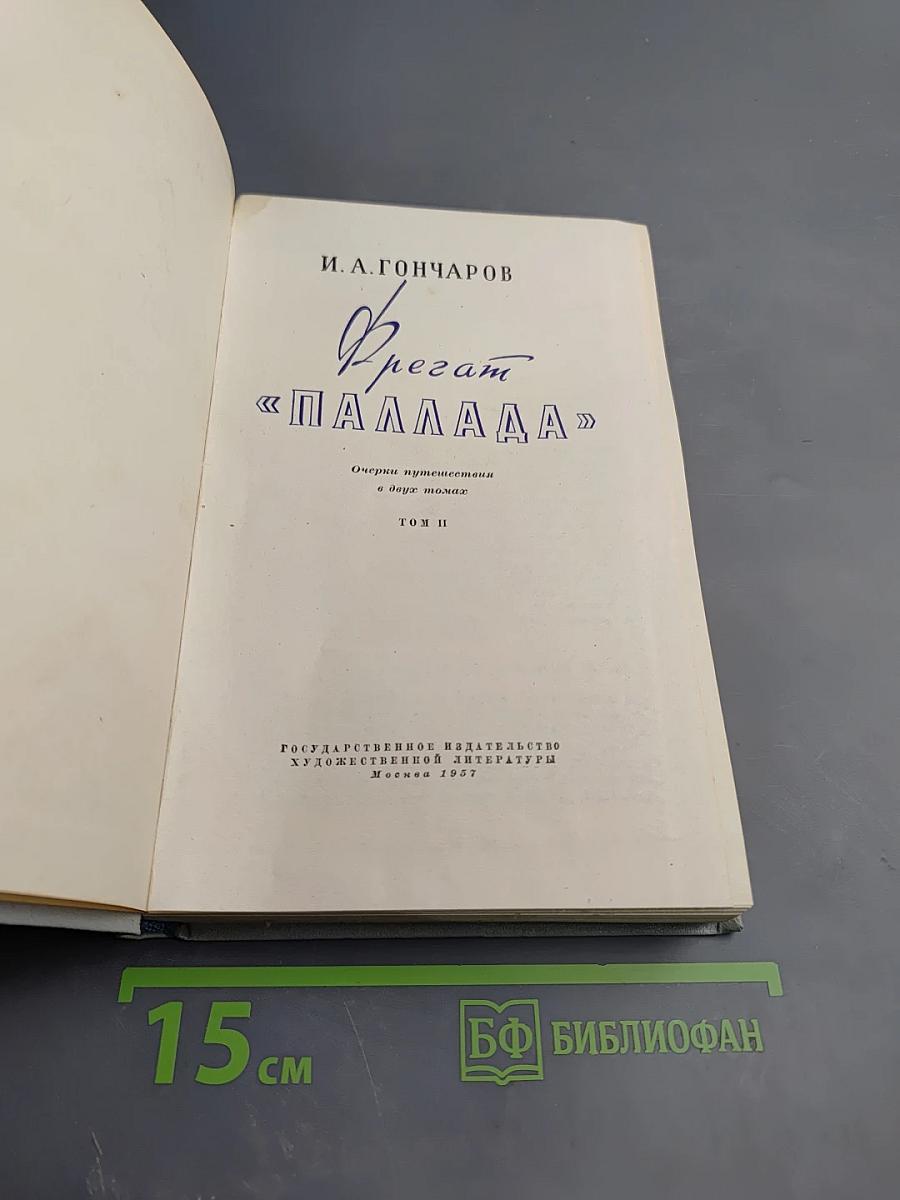 И. А. ГОНЧАРОВ
Фрегат
«ПАЛЛАДА»
Очерки путешествия
в двух томах
ТОМ II
ГОСУДАРСТВЕННОЕ ИЗДАТЕЛЬСТВО
ХУДОЖЕСТВЕННОЙ ЛИТЕРАТУРЫ
Москва 1957
15 см
БФ БИБЛИОФАН